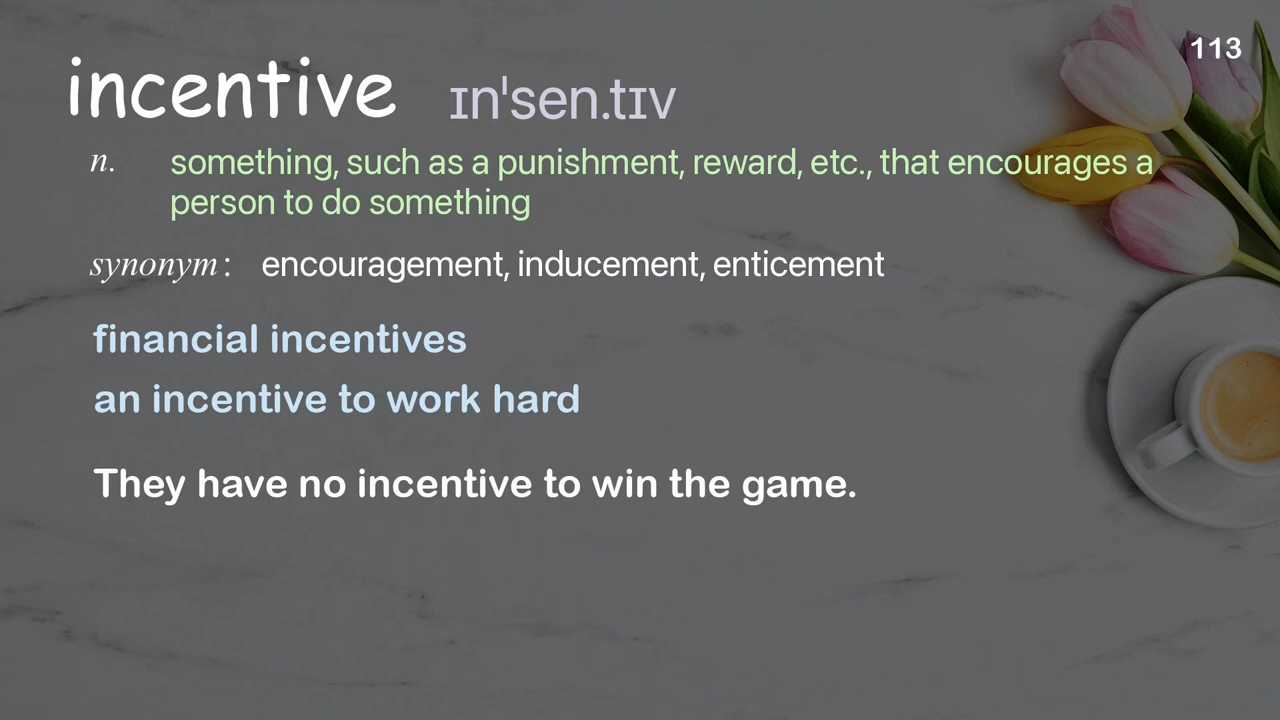 113
incentive ɪnˈsen.tɪv
n. something, such as a punishment, reward, etc., that encourages a
person to do something
synonym: encouragement, inducement, enticement
financial incentives
an incentive to work hard
They have no incentive to win the game.